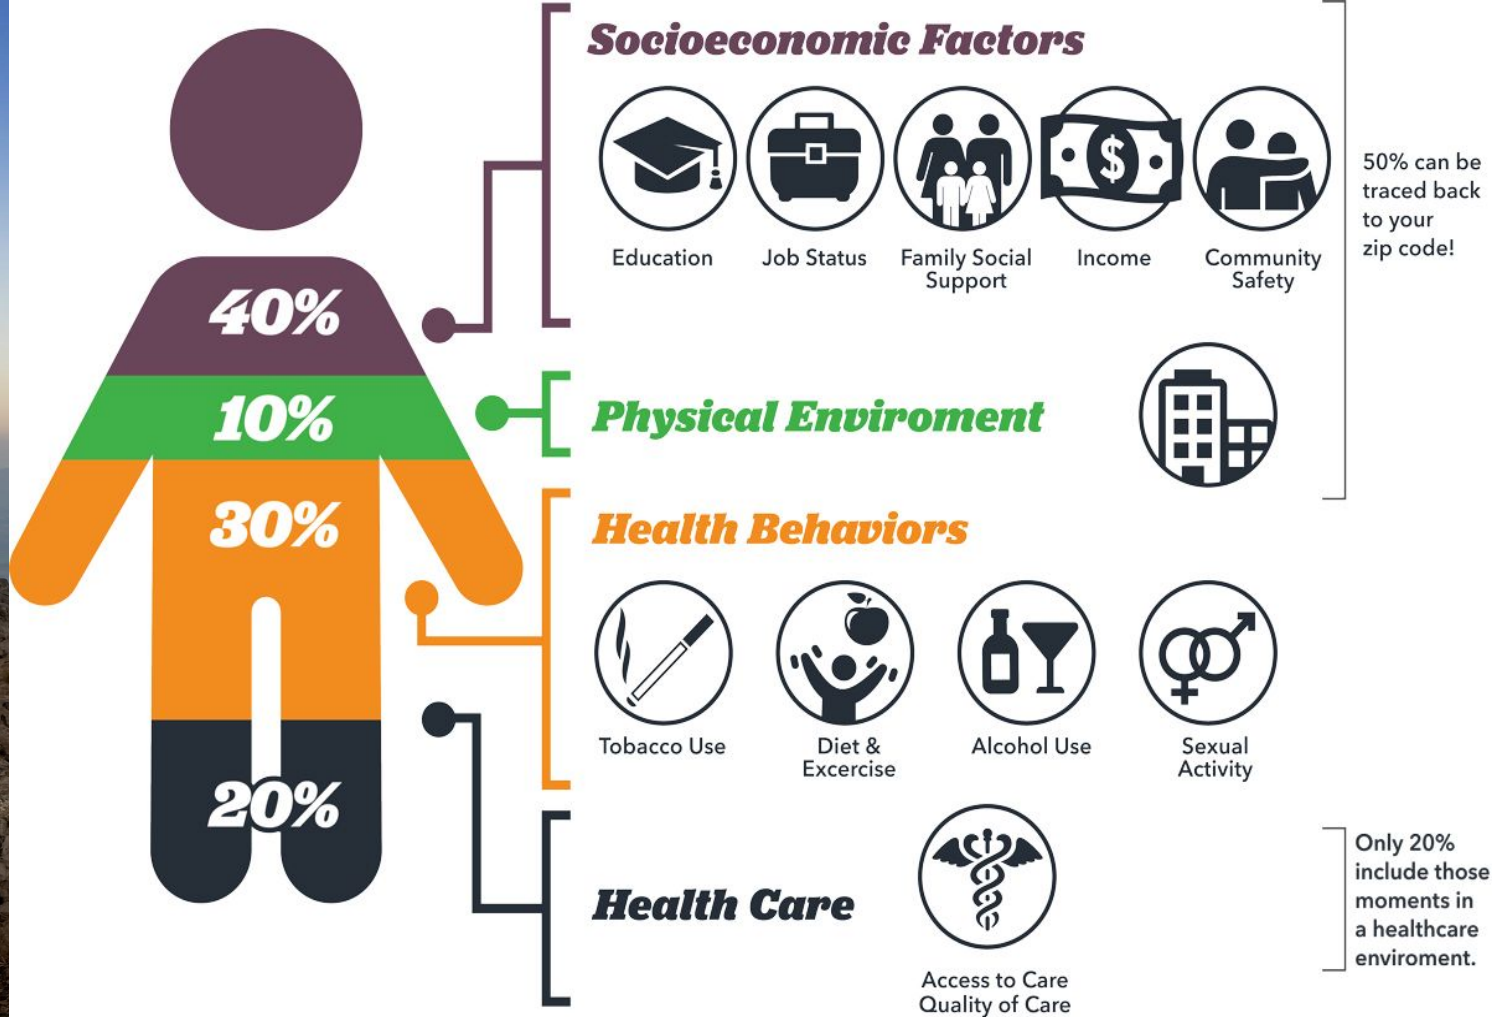 Socioeconomic Factors
Education
Job Status
Family Social
Support
Income
Community
Safety
50% can be
traced back
to your
zip code!
40%
10%
Physical Enviroment
30%
Health Behaviors
Tobacco Use
Diet &
Excercise
Alcohol Use
Sexual
Activity
20%
Health Care
Access to Care
Quality of Care
Only 20%
include those
moments in
a healthcare
enviroment.
$